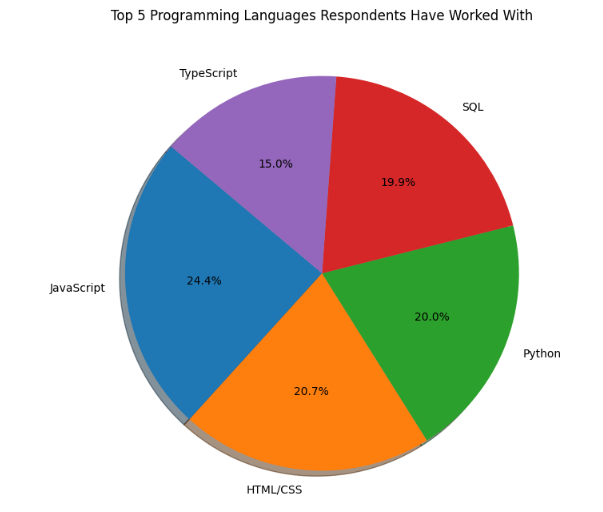 Top 5 Programming Languages Respondents Have Worked With
TypeScript
SQL
15.0%
19.9%
JavaScript
24.4%
20.0%
Python
20.7%
HTML/CSS